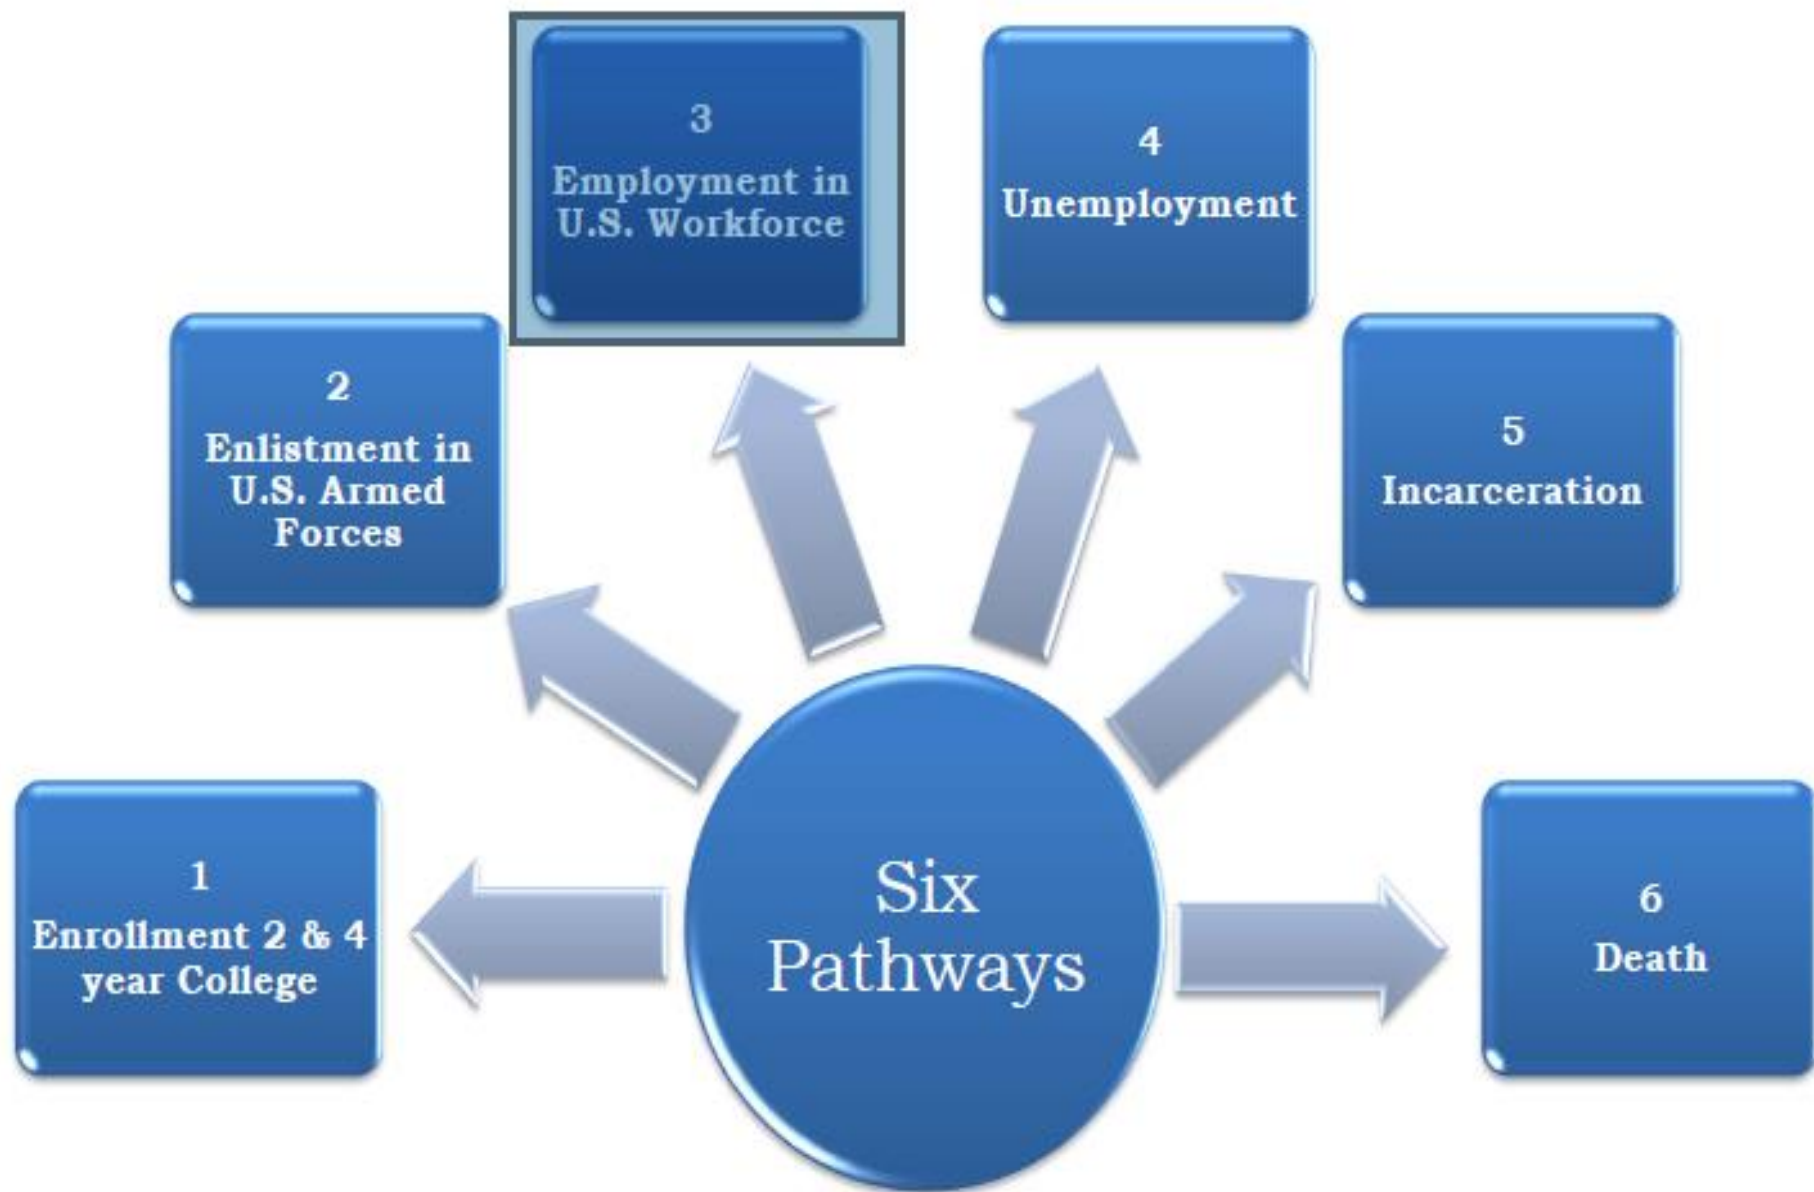 3
Employment in
U.S. Workforce
4
Unemployment
2
Enlistment in
U.S. Armed
Forces
5
Incarceration
1
Enrollment 2 & 4
year College
Six
Pathways
6
Death